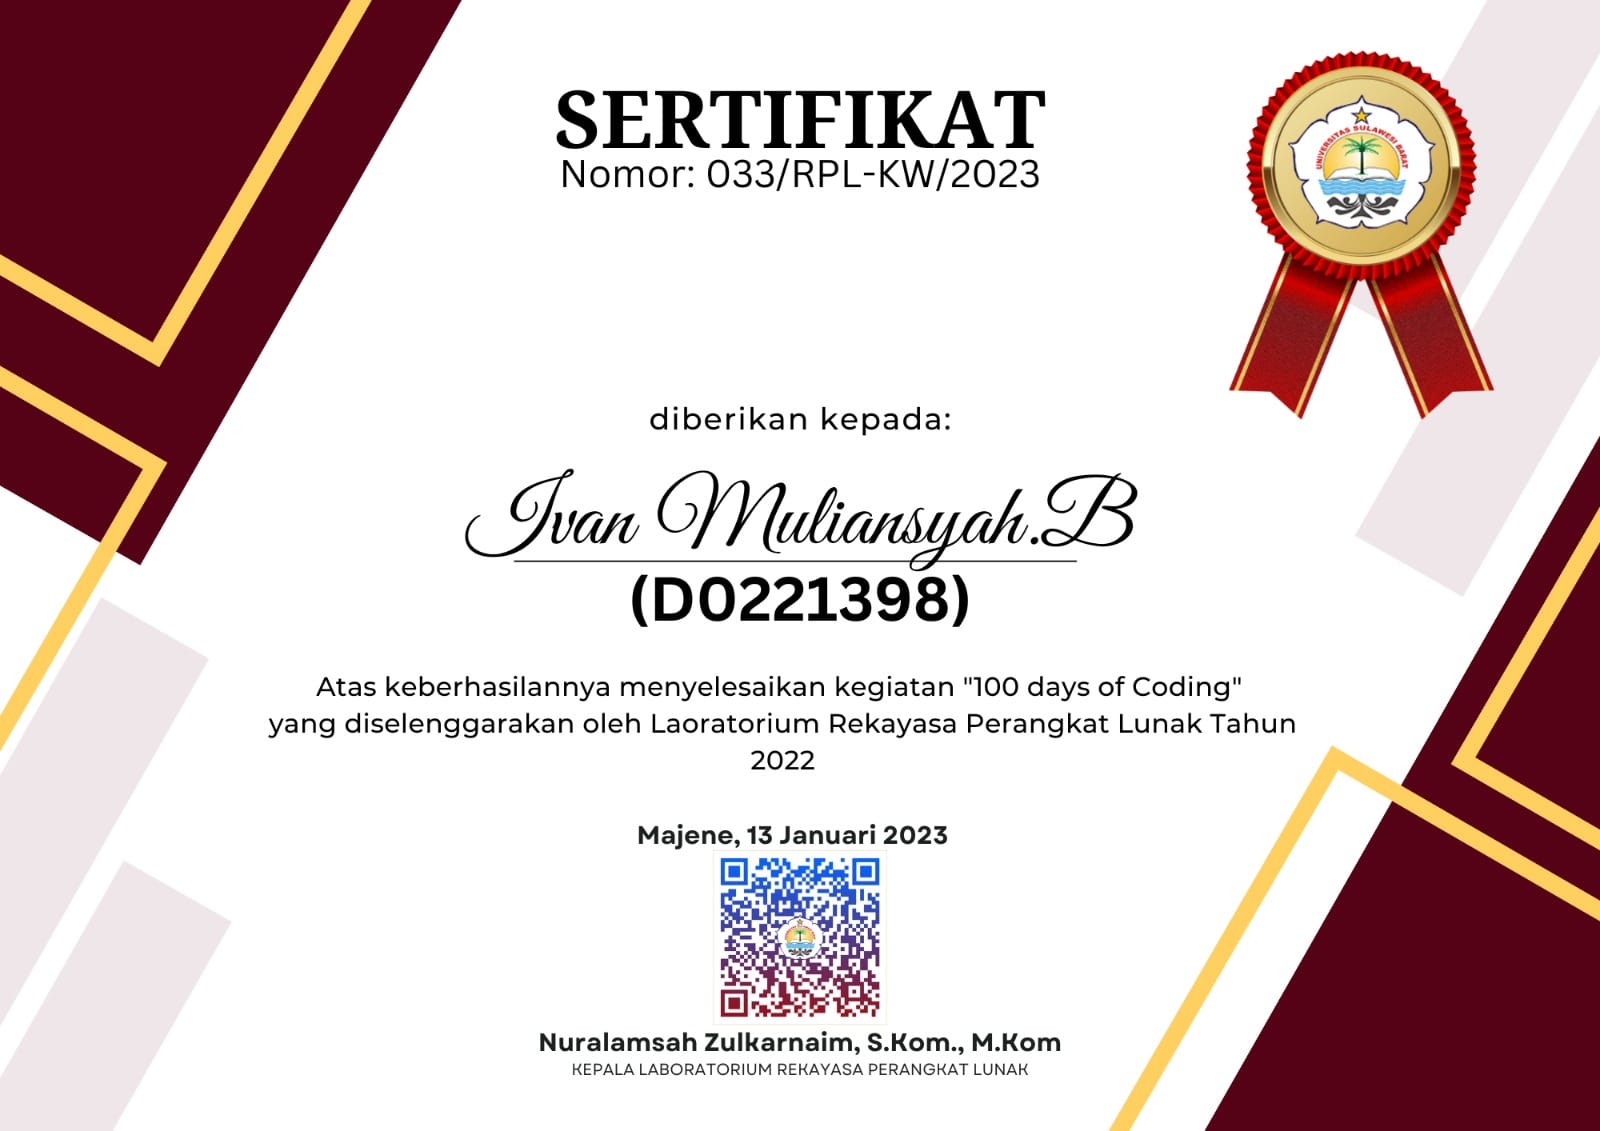 SERTIFIKAT
Nomor: 033/RPL-KW/2023
UNIVERSITAS SULAWESI BARAT
diberikan kepada:
Ivan Muliansyah.B
(D0221398)
Atas keberhasilannya menyelesaikan kegiatan "100 days of Coding"
yang diselenggarakan oleh Laoratorium Rekayasa Perangkat Lunak Tahun
2022
Majene, 13 Januari 2023
Nuralamsah Zulkarnaim, S.Kom., M.Kom
KEPALA LABORATORIUM REKAYASA PERANGKAT LUNAK